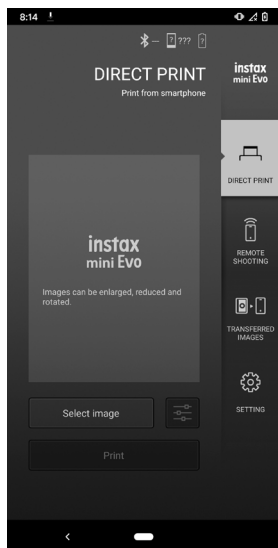 8:14
???
DIRECT PRINT
Print from smartphone
instax
mini Evo
DIRECT PRINT
instax
mini Evo
Images can be enlarged, reduced and
rotated.
REMOTE
SHOOTING
TRANSFERRED
IMAGES
Select image
SETTING
Print